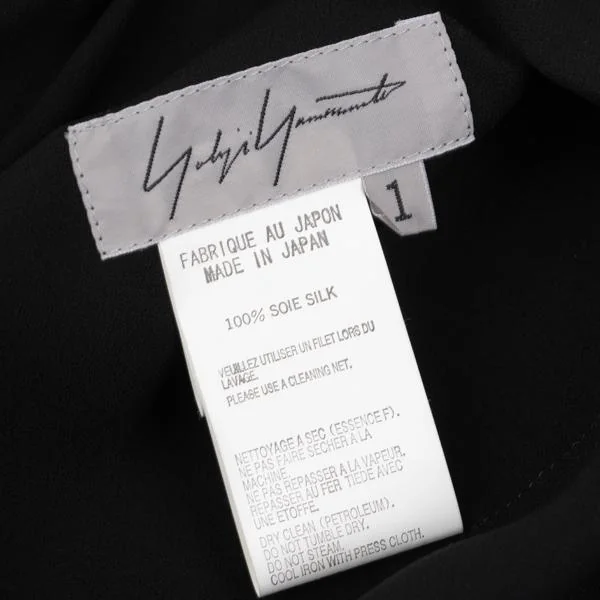 Yohji Yamamoto
1
FABRIQUE AU JAPON
MADE IN JAPAN
100% SOIE SILK
VEUILLEZ UTILISER UN FILET LORS DU
LAVAGE.
PLEASE USE A CLEANING NET.
NETTOYAGE A SEC (ESSENCE F).
NE PAS FAIRE SECHER A LA
MACHINE
NE PAS REPASSER A LA VAPEUR.
REPASSER AU FER TIEDE AVEC
UNE ETOFFE.
DRY CLEAN (PETROLEUM).
DO NOT TUMBLE DRY.
DO NOT STEAM.
COOL IRON WITH PRESS CLOTH.